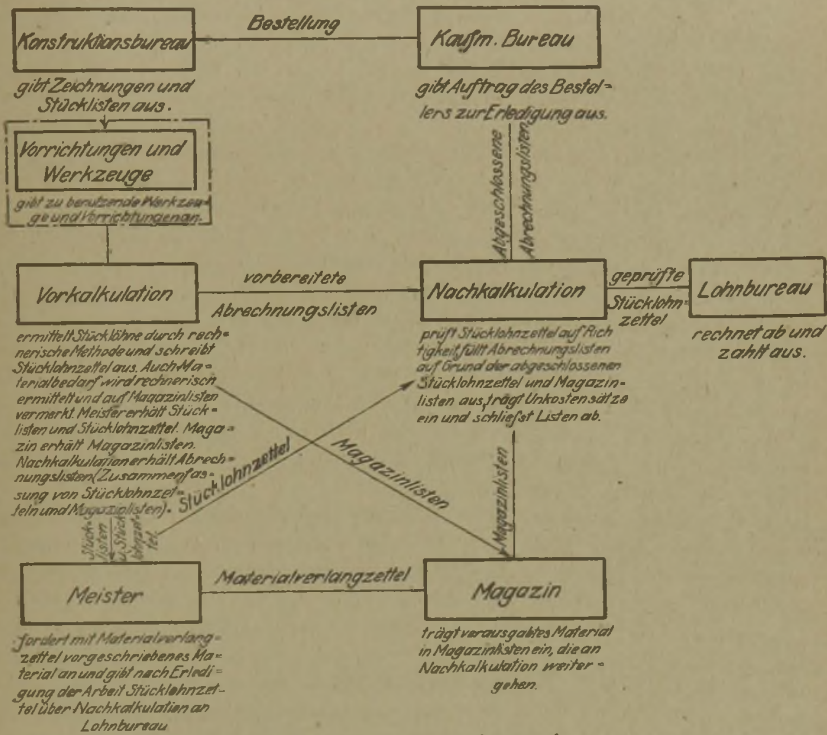 Konstruktionsbureau
Bestellung
Kaufm. Bureau
gibt Zeichnungen und
Stücklisten aus.
gibt Auftrag des Bestel=
lers zur Erledigung aus.
Vorrichtungen und
Werkzeuge
gibt zu benutzende Werkzeu=
ge und Vorrichtungen an.
Abgeschlossene
Abrechnungslisten
Vorkalkulation
vorbereitete
Abrechnungslisten
Nachkalkulation
geprüfte
Stücklohn=
zettel
Lohnbureau
ermittelt Stücklöhne durch rech=
nerische Methode und schreibt
Stücklohnzettel aus. Auch Ma=
terialbedarf wird rechnerisch
ermittelt und auf Magazinlisten
vermerkt. Meister erhält Stück=
listen und Stücklohnzettel. Maga=
zin erhält Magazinlisten.
Nachkalkulation erhält Abrech=
nungslisten (Zusammenfas=
sung von Stücklohnzet=
teln und Magazinlisten).
prüft Stücklohnzettel auf Rich
tigkeit, füllt Abrechnungslisten
auf Grund der abgeschlossenen
Stücklohnzettel und Magazin=
listen aus, trägt Unkostensätze
ein und schließt Listen ab.
rechnet ab und
zahlt aus.
Stücklohnzettel
Magazinlisten
Magazinlisten
Stück=
listen
u. Stück
lohnzet=
tel.
Meister
Materialverlangzettel
Magazin
fordert mit Materialverlang=
zettel vorgeschriebenes Ma=
terial an und gibt nach Erledi=
gung der Arbeit Stücklohnzet=
tel über Nachkalkulation an
Lohnbureau
trägt verausgabtes Material
in Magazinlisten ein, die an
Nachkalkulation weiter=
gehen.